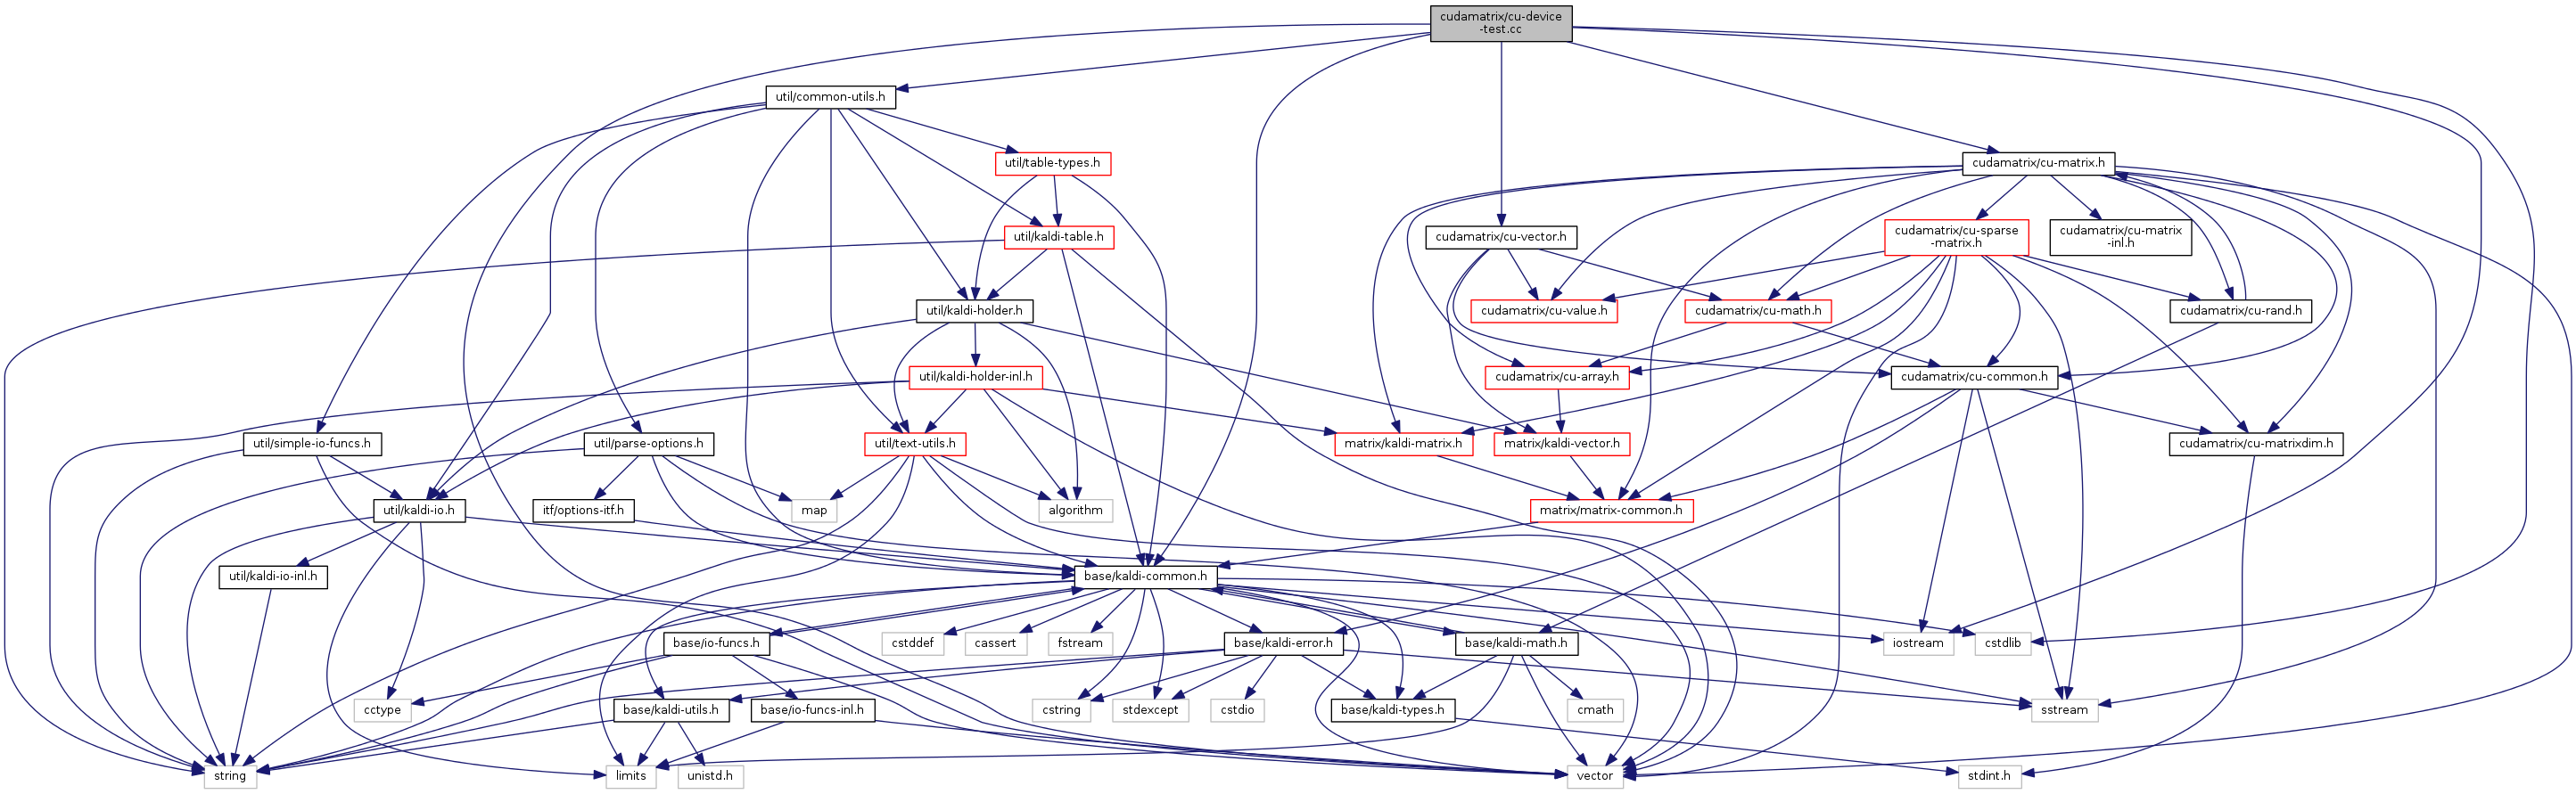 cudamatrix/cu-device
-test.cc
util/common-utils.h
util/table-types.h
cudamatrix/cu-matrix.h
util/kaldi-table.h
cudamatrix/cu-vector.h
cudamatrix/cu-sparse
-matrix.h
cudamatrix/cu-matrix
-inl.h
util/kaldi-holder.h
cudamatrix/cu-value.h
cudamatrix/cu-math.h
cudamatrix/cu-rand.h
util/kaldi-holder-inl.h
cudamatrix/cu-array.h
cudamatrix/cu-common.h
util/simple-io-funcs.h
util/parse-options.h
util/text-utils.h
matrix/kaldi-matrix.h
matrix/kaldi-vector.h
cudamatrix/cu-matrixdim.h
util/kaldi-io.h
itf/options-itf.h
map
algorithm
matrix/matrix-common.h
util/kaldi-io-inl.h
base/kaldi-common.h
base/io-funcs.h
cstddef
cassert
fstream
base/kaldi-error.h
base/kaldi-math.h
iostream
cstdlib
cctype
base/kaldi-utils.h
base/io-funcs-inl.h
cstring
stdexcept
cstdio
base/kaldi-types.h
cmath
sstream
string
limits
unistd.h
vector
stdint.h